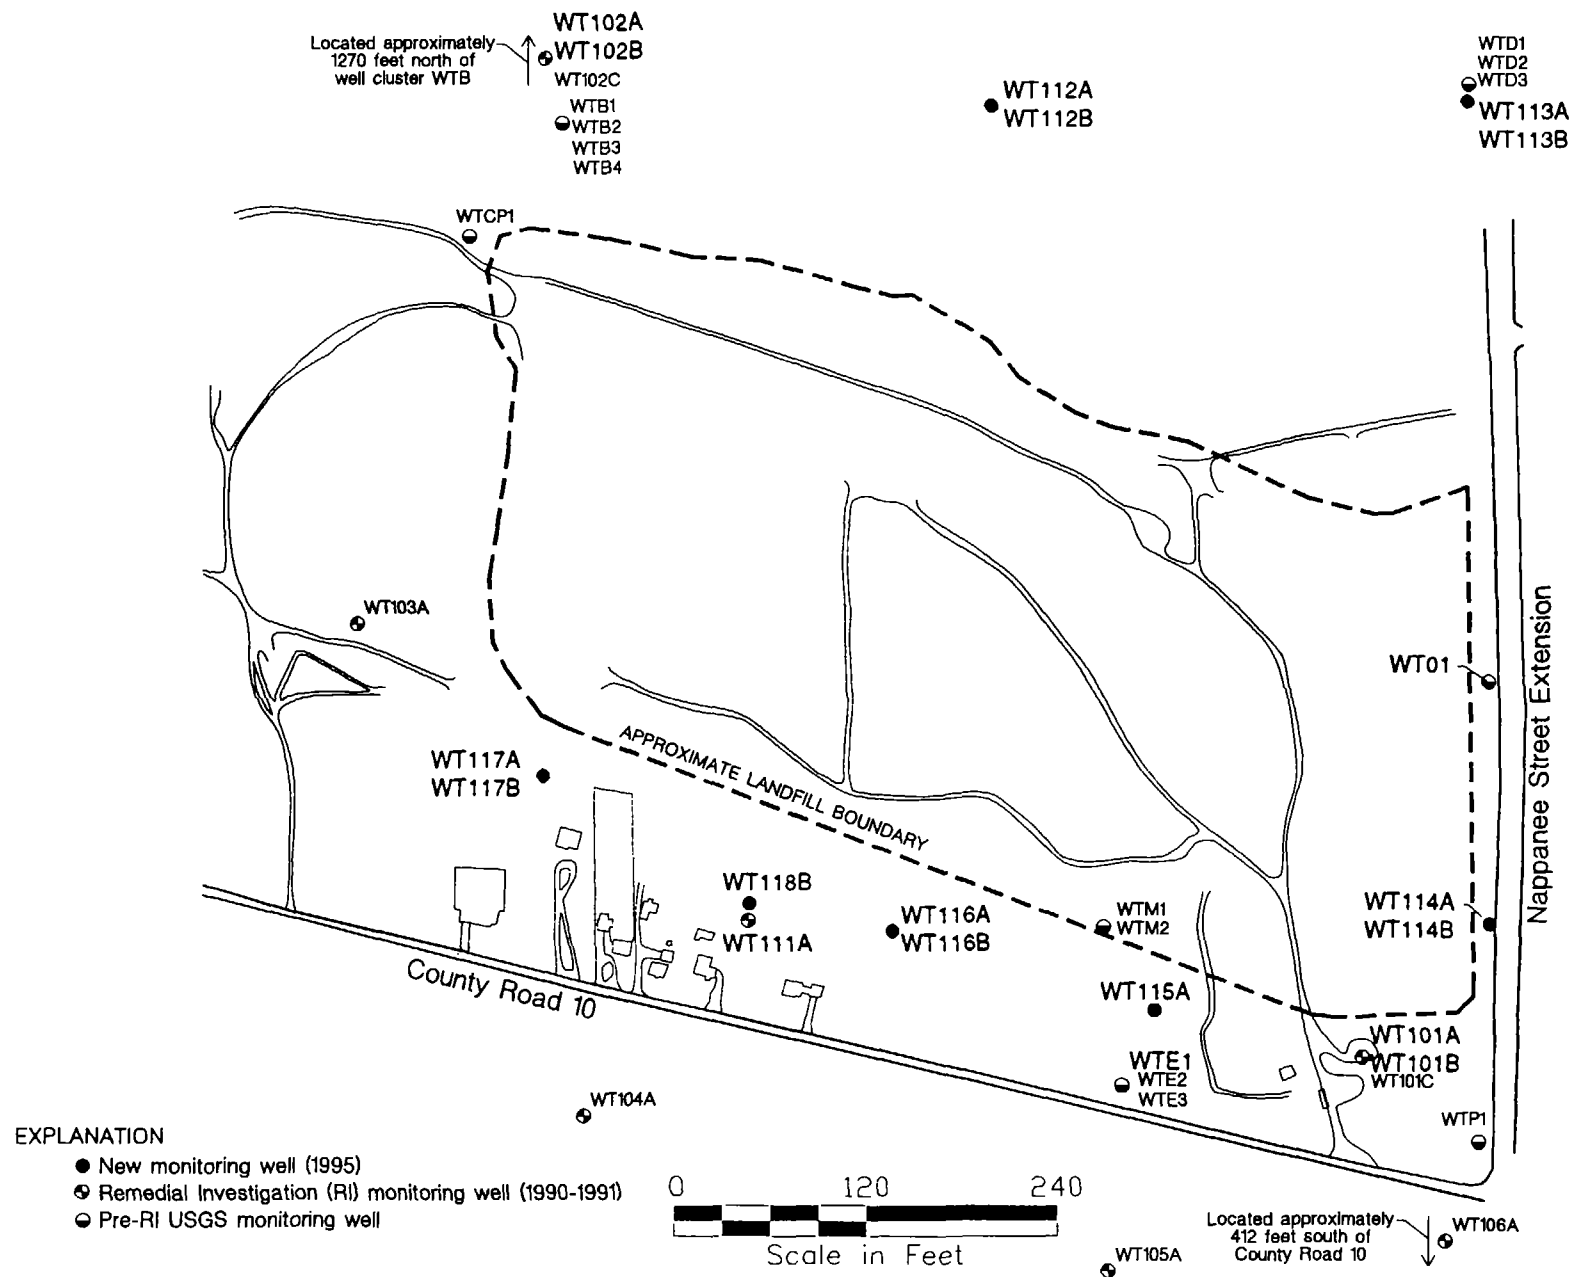 WT102A
WT102B
WT102C
Located approximately
1270 feet north of
well cluster WTB
WTB1
WTB2
WTB3
WTB4
WT112A
WT112B
WTD1
WTD2
WTD3
WT113A
WT113B
WTCP1
WT103A
WT01
Nappanee Street Extension
APPROXIMATE LANDFILL BOUNDARY
WT117A
WT117B
WT118B
WT111A
WT116A
WT116B
WTM1
WTM2
WT114A
WT114B
County Road 10
WT115A
WT101A
WT101B
WT101C
WTE1
WTE2
WTE3
WT104A
WTP1
EXPLANATION
New monitoring well (1995)
Remedial Investigation (RI) monitoring well (1990-1991)
Pre-RI USGS monitoring well
0 120 240
Scale in Feet
WT105A
Located approximately
412 feet south of
County Road 10
WT106A